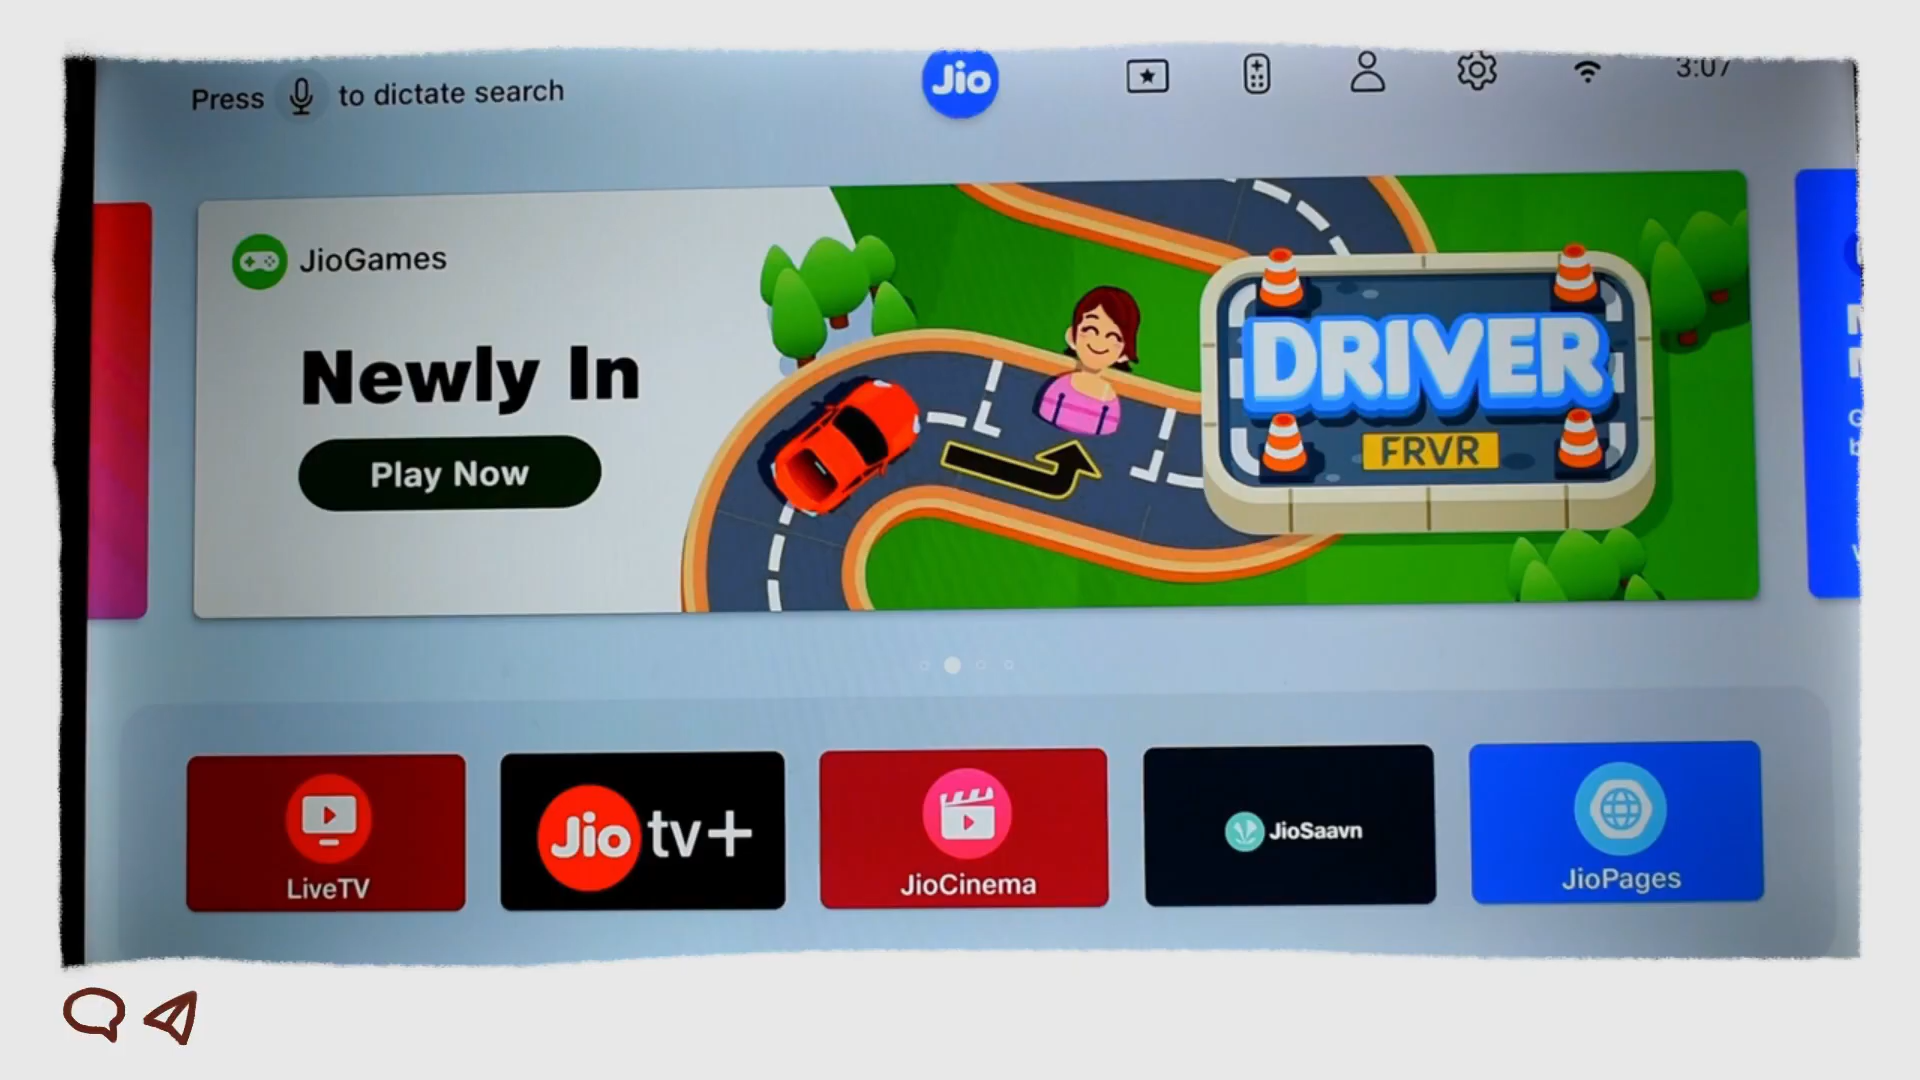 Press to dictate search
Jio
3:07
JioGames
Newly In
Play Now
DRIVER
FRVR
LiveTV
Jio tv+
JioCinema
JioSaavn
JioPages